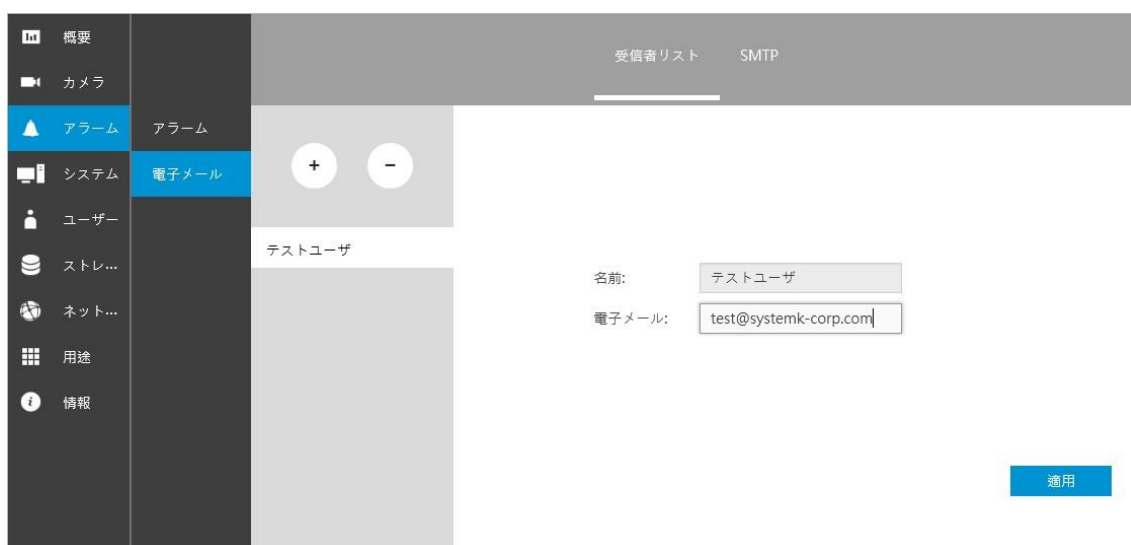 概要
カメラ
アラーム
システム
ユーザー
ストレ...
ネット...
用途
情報
アラーム
電子メール
受信者リスト SMTP
+ -
テストユーザ
名前: テストユーザ
電子メール: test@systemk-corp.com
適用